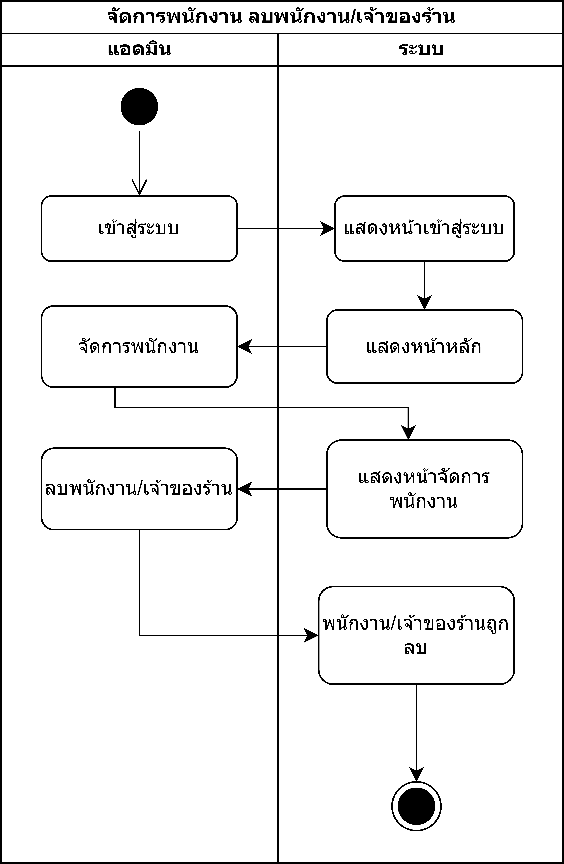 จัดการพนักงาน ลบพนักงาน/เจ้าของร้าน
แอดมิน
ระบบ
เข้าสู่ระบบ
แสดงหน้าเข้าสู่ระบบ
จัดการพนักงาน
แสดงหน้าหลัก
ลบพนักงาน/เจ้าของร้าน
แสดงหน้าจัดการ
พนักงาน
พนักงาน/เจ้าของร้านถูก
ลบ